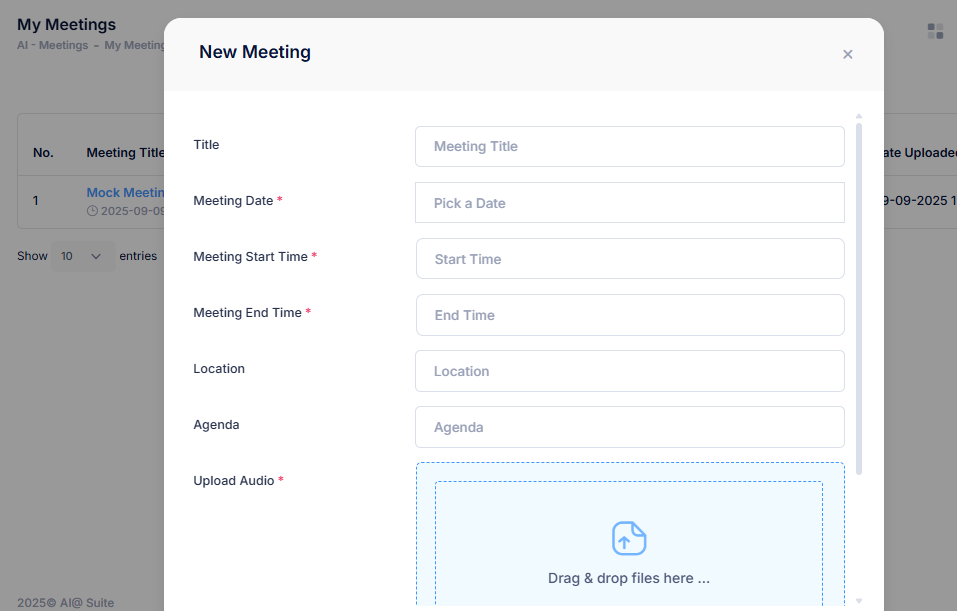 My Meetings
AI - Meetings - My Meeting
New Meeting
×
No. Meeting Title
ate Uploaded
1 Mock Meetin
2025-09-09
9-09-2025 1
Show 10 entries
Title
Meeting Title
Meeting Date *
Pick a Date
Meeting Start Time *
Start Time
Meeting End Time *
End Time
Location
Location
Agenda
Agenda
Upload Audio *
Drag & drop files here ...
2025© AI@ Suite